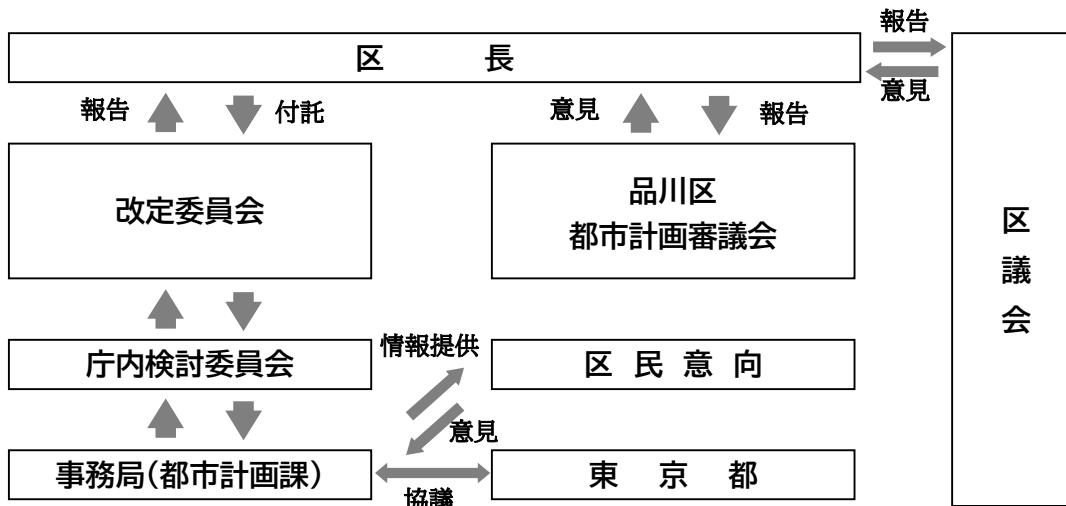 報告
区長
意見
報告
付託
意見
報告
改定委員会
品川区
都市計画審議会
区議会
庁内検討委員会
情報提供
区民意向
意見
事務局(都市計画課)
東京都
協議